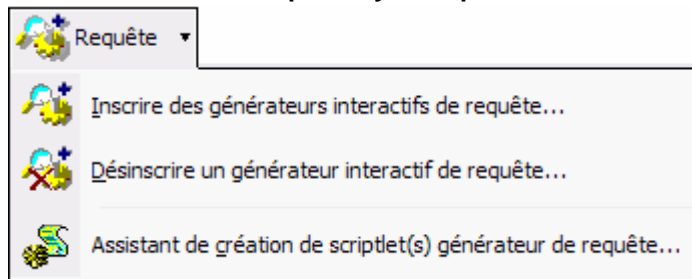 Requête
Inscrire des générateurs interactifs de requête...
Désinscrire un générateur interactif de requête...
Assistant de création de scriptlet(s) générateur de requête...